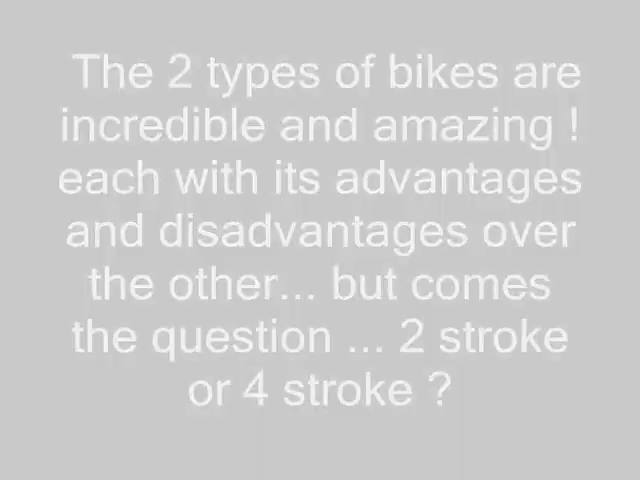 The 2 types of bikes are
incredible and amazing !
each with its advantages
and disadvantages over
the other... but comes
the question ... 2 stroke
or 4 stroke ?